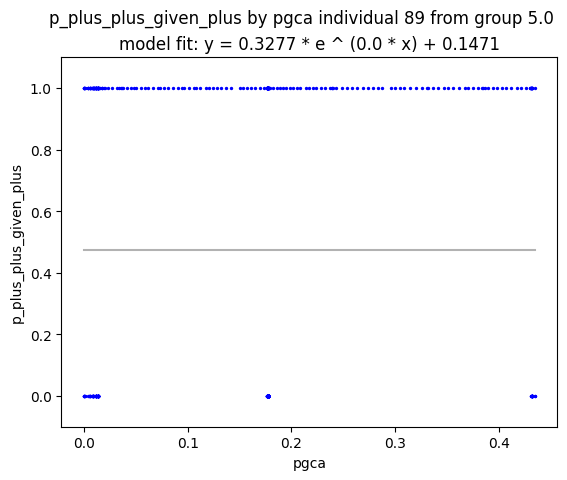 p_plus_plus_given_plus by pgca individual 89 from group 5.0
model fit: y = 0.3277 * e ^ (0.0 * x) + 0.1471
1.0
0.8
0.6
0.4
0.2
0.0
p_plus_plus_given_plus
0.0 0.1 0.2 0.3 0.4
pgca